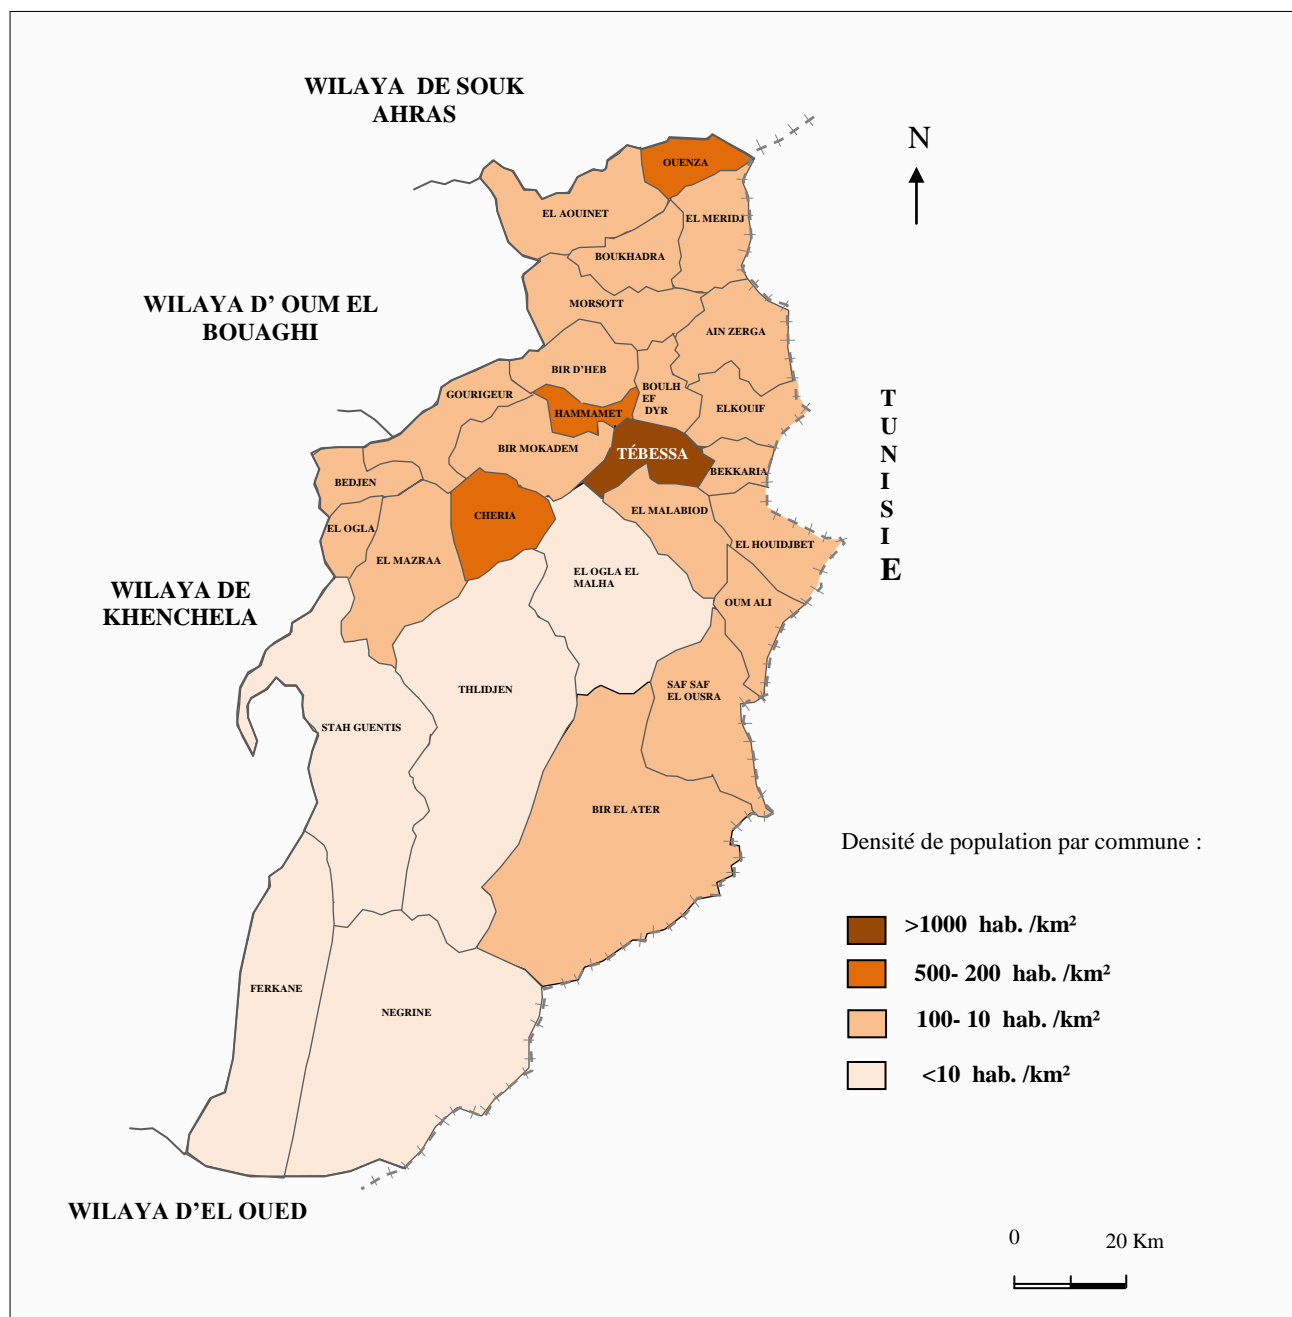 WILAYA DE SOUK
AHRAS
N
OUENZA
EL AOUINET
EL MERIDJ
BOUKHADRA
WILAYA D' OUM EL
BOUAGHI
MORSOTT
AIN ZERGA
BIR D'HEB
GOURIGEUR
BOULH
EF
DYR
ELKOUIF
HAMMAMET
T
U
N
I
S
I
E
BIR MOKADEM
TÉBESSA
BEKKARIA
BEDJEN
CHERIA
EL MALABIOD
EL OGLA
EL HOUIDJBET
EL MAZRAA
EL OGLA EL
MALHA
WILAYA DE
KHENCHELA
OUM ALI
THLIDJEN
SAF SAF
EL OUSRA
STAH GUENTIS
BIR EL ATER
Densité de population par commune :
>1000 hab. /km²
500- 200 hab. /km²
100- 10 hab. /km²
<10 hab. /km²
FERKANE
NEGRINE
WILAYA D'EL OUED
0 20 Km